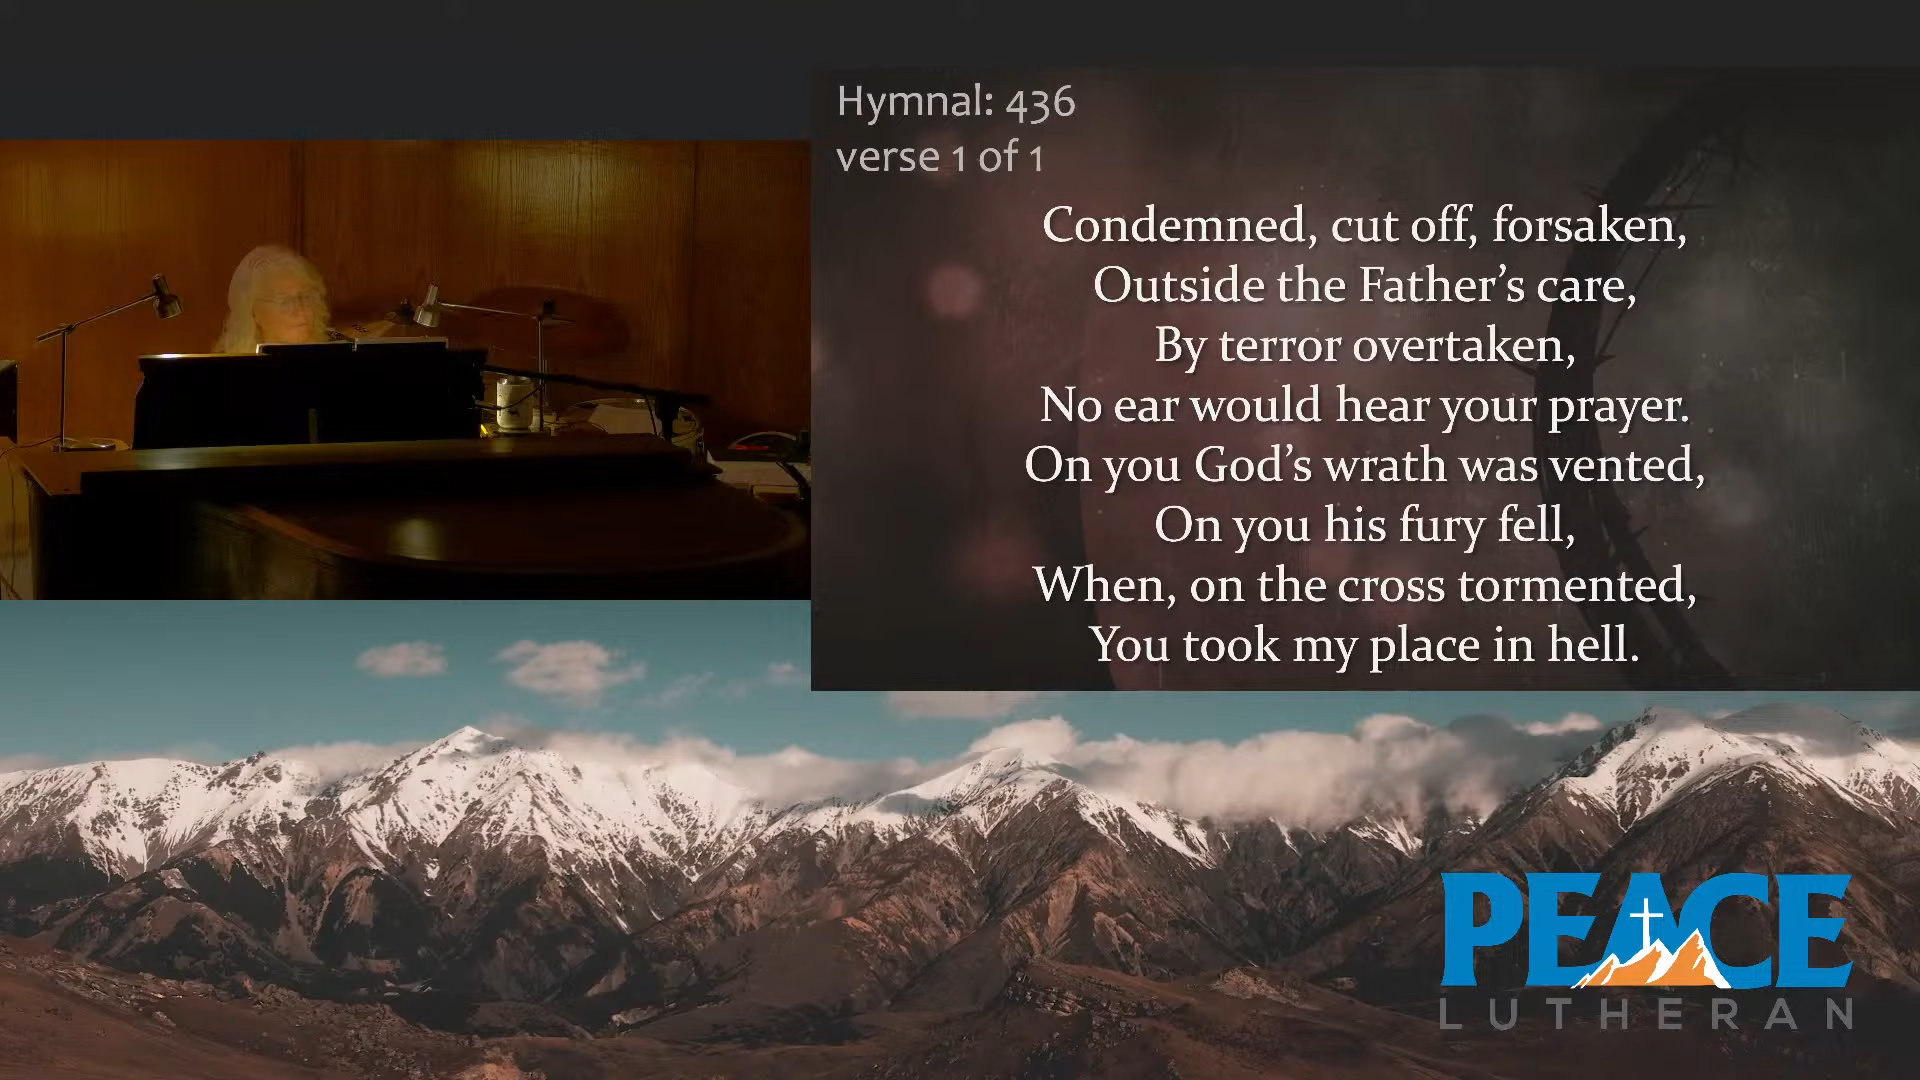 Hymnal: 436
verse 1 of 1
Condemned, cut off, forsaken,
Outside the Father’s care,
By terror overtaken,
No ear would hear your prayer.
On you God’s wrath was vented,
On you his fury fell,
When, on the cross tormented,
You took my place in hell.
PEACE
LUTHERAN